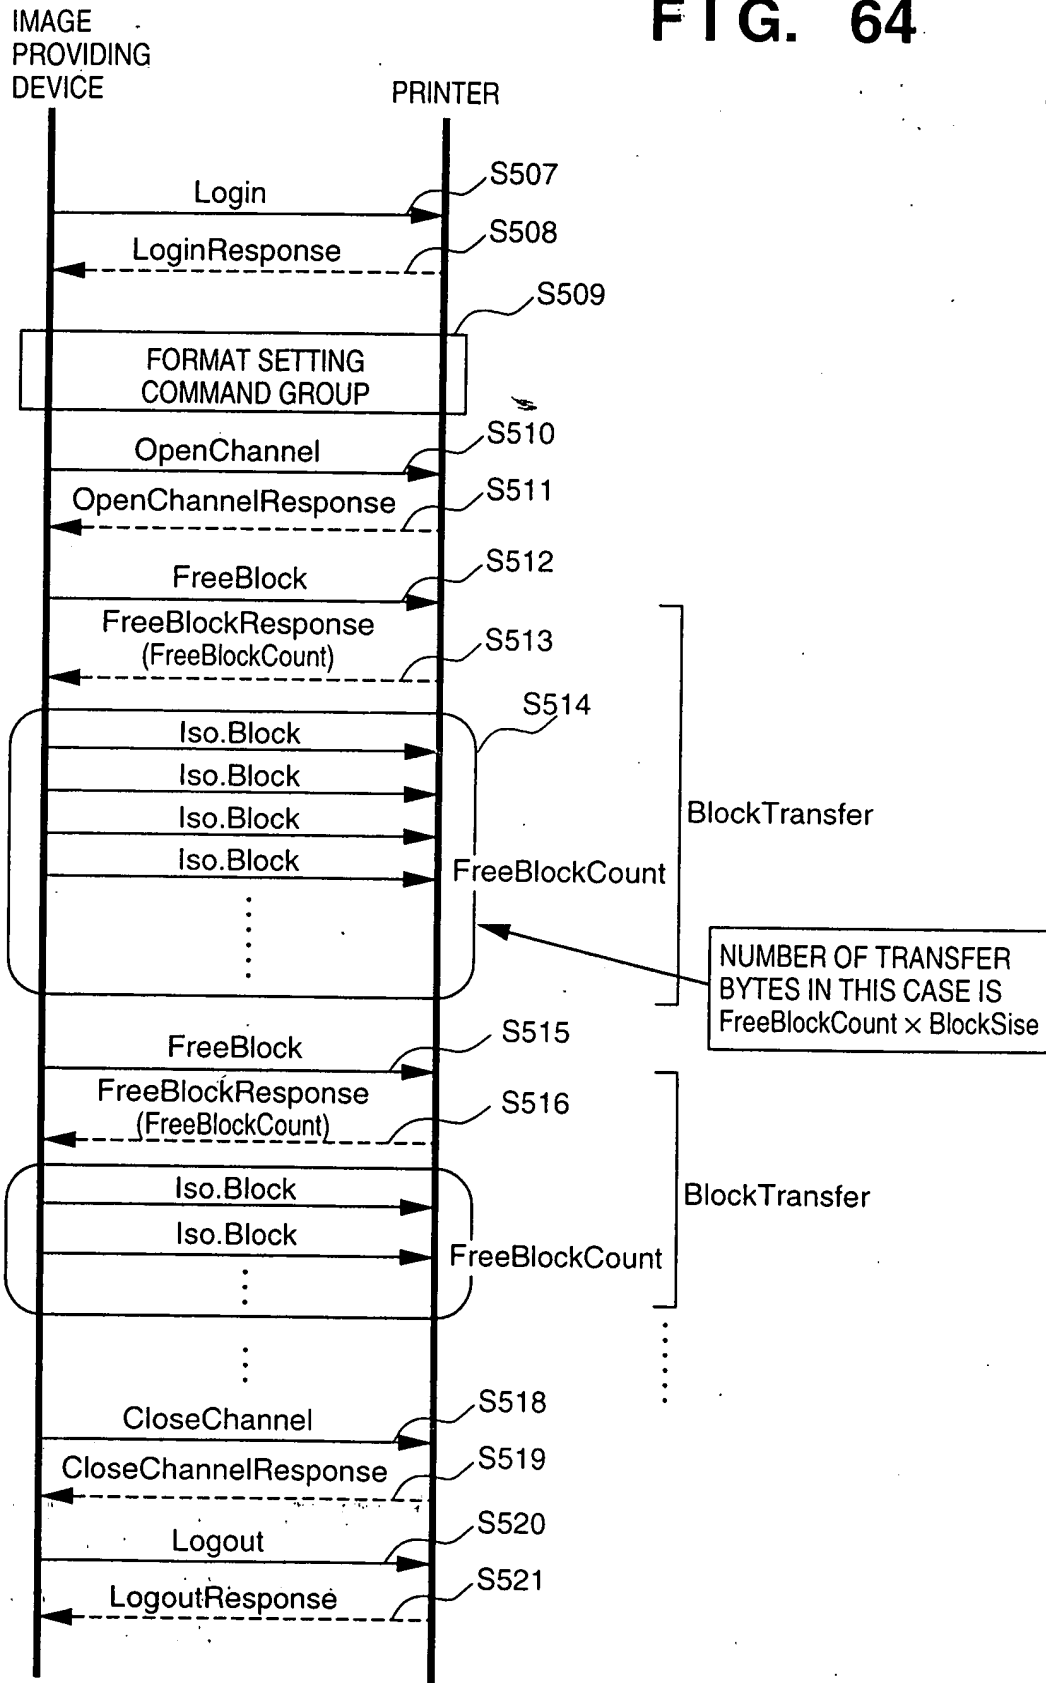 FIG. 64
IMAGE
PROVIDING
DEVICE
PRINTER
Login
S507
LoginResponse
S508
S509
FORMAT SETTING
COMMAND GROUP
OpenChannel
S510
OpenChannelResponse
S511
FreeBlock
S512
FreeBlockResponse
(FreeBlockCount)
S513
S514
Iso.Block
Iso.Block
Iso.Block
Iso.Block
FreeBlockCount
BlockTransfer
NUMBER OF TRANSFER
BYTES IN THIS CASE IS
FreeBlockCount × BlockSise
FreeBlock
S515
FreeBlockResponse
(FreeBlockCount)
S516
Iso.Block
Iso.Block
FreeBlockCount
BlockTransfer
CloseChannel
S518
CloseChannelResponse
S519
Logout
S520
LogoutResponse
S521